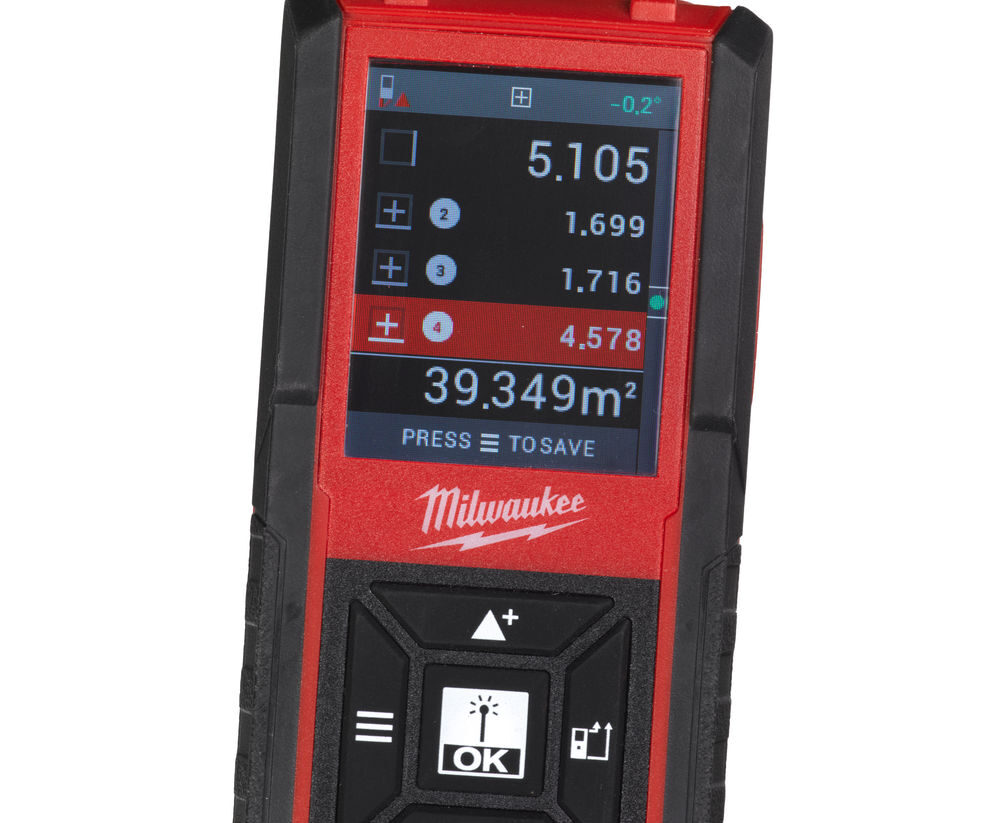 -0.2°
5.105
2 1.699
3 1.716
4 4.578
39.349m²
PRESS ☰ TO SAVE
Milwaukee
OK